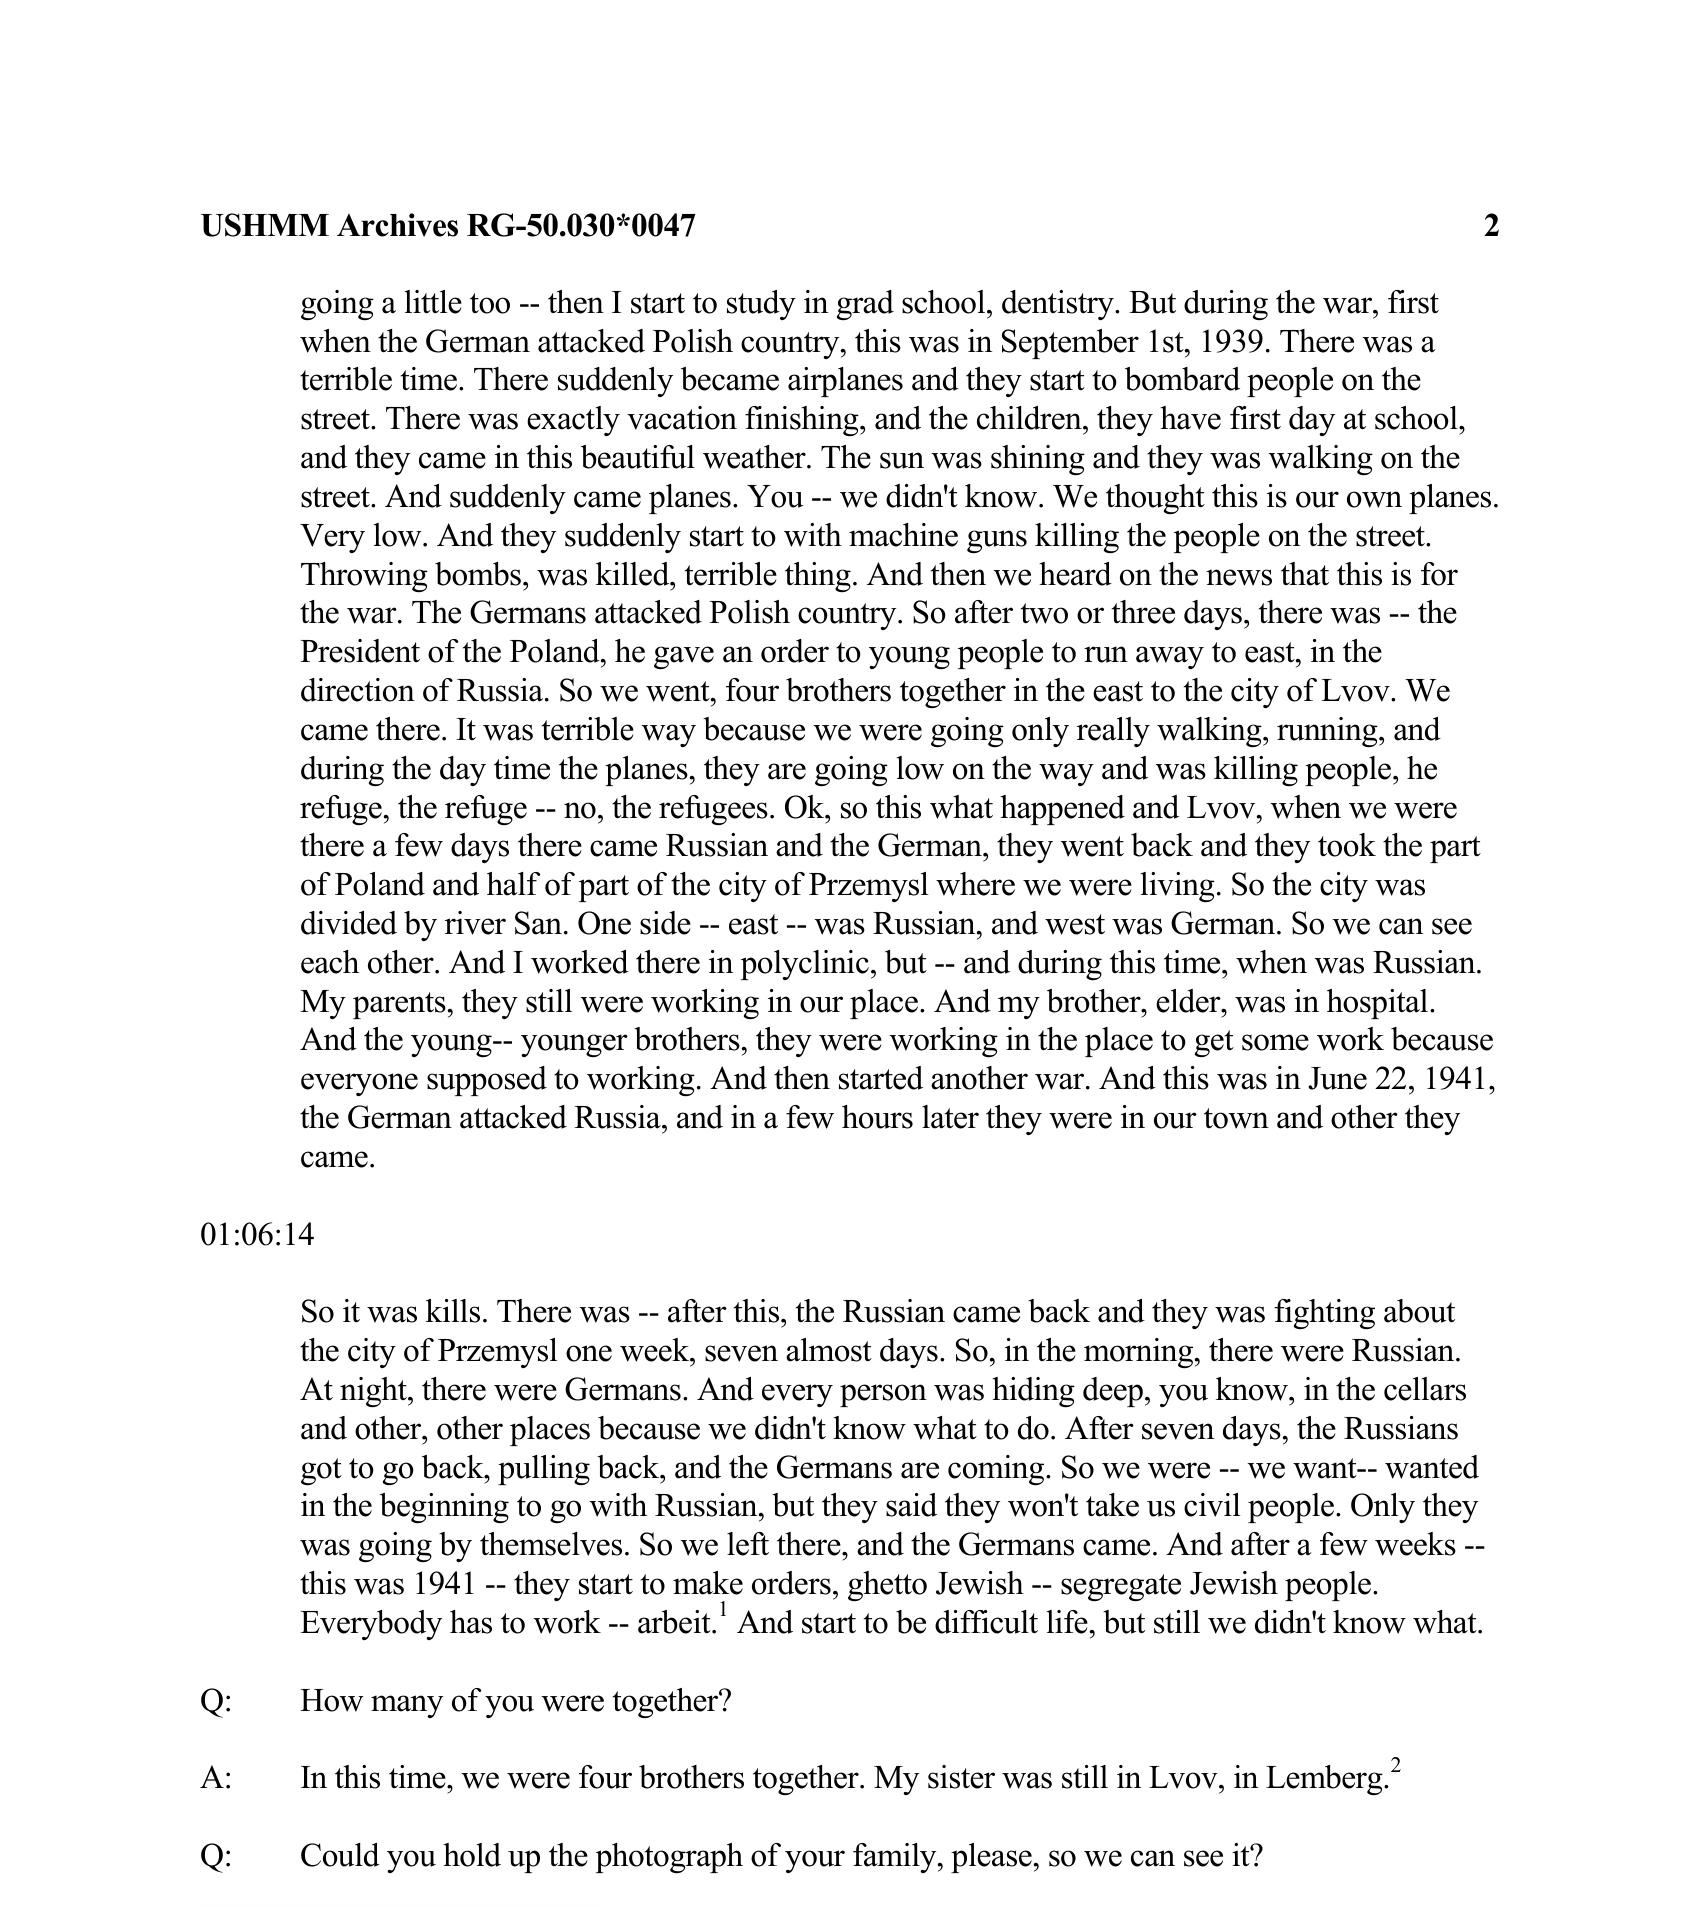 USHMM Archives RG-50.030*0047 2
going a little too -- then I start to study in grad school, dentistry. But during the war, first
when the German attacked Polish country, this was in September 1st, 1939. There was a
terrible time. There suddenly became airplanes and they start to bombard people on the
street. There was exactly vacation finishing, and the children, they have first day at school,
and they came in this beautiful weather. The sun was shining and they was walking on the
street. And suddenly came planes. You -- we didn't know. We thought this is our own planes.
Very low. And they suddenly start to with machine guns killing the people on the street.
Throwing bombs, was killed, terrible thing. And then we heard on the news that this is for
the war. The Germans attacked Polish country. So after two or three days, there was -- the
President of the Poland, he gave an order to young people to run away to east, in the
direction of Russia. So we went, four brothers together in the east to the city of Lvov. We
came there. It was terrible way because we were going only really walking, running, and
during the day time the planes, they are going low on the way and was killing people, he
refuge, the refuge -- no, the refugees. Ok, so this what happened and Lvov, when we were
there a few days there came Russian and the German, they went back and they took the part
of Poland and half of part of the city of Przemysl where we were living. So the city was
divided by river San. One side -- east -- was Russian, and west was German. So we can see
each other. And I worked there in polyclinic, but -- and during this time, when was Russian.
My parents, they still were working in our place. And my brother, elder, was in hospital.
And the young-- younger brothers, they were working in the place to get some work because
everyone supposed to working. And then started another war. And this was in June 22, 1941,
the German attacked Russia, and in a few hours later they were in our town and other they
came.
01:06:14
So it was kills. There was -- after this, the Russian came back and they was fighting about
the city of Przemysl one week, seven almost days. So, in the morning, there were Russian.
At night, there were Germans. And every person was hiding deep, you know, in the cellars
and other, other places because we didn't know what to do. After seven days, the Russians
got to go back, pulling back, and the Germans are coming. So we were -- we want-- wanted
in the beginning to go with Russian, but they said they won't take us civil people. Only they
was going by themselves. So we left there, and the Germans came. And after a few weeks --
this was 1941 -- they start to make orders, ghetto Jewish -- segregate Jewish people.
Everybody has to work -- arbeit.1 And start to be difficult life, but still we didn't know what.
Q: How many of you were together?
A: In this time, we were four brothers together. My sister was still in Lvov, in Lemberg.2
Q: Could you hold up the photograph of your family, please, so we can see it?